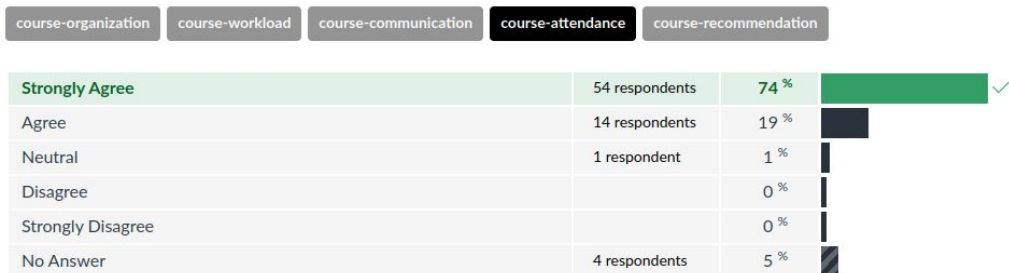 course-organization course-workload course-communication course-attendance course-recommendation
Strongly Agree 54 respondents 74 %
Agree 14 respondents 19 %
Neutral 1 respondent 1 %
Disagree 0 %
Strongly Disagree 0 %
No Answer 4 respondents 5 %